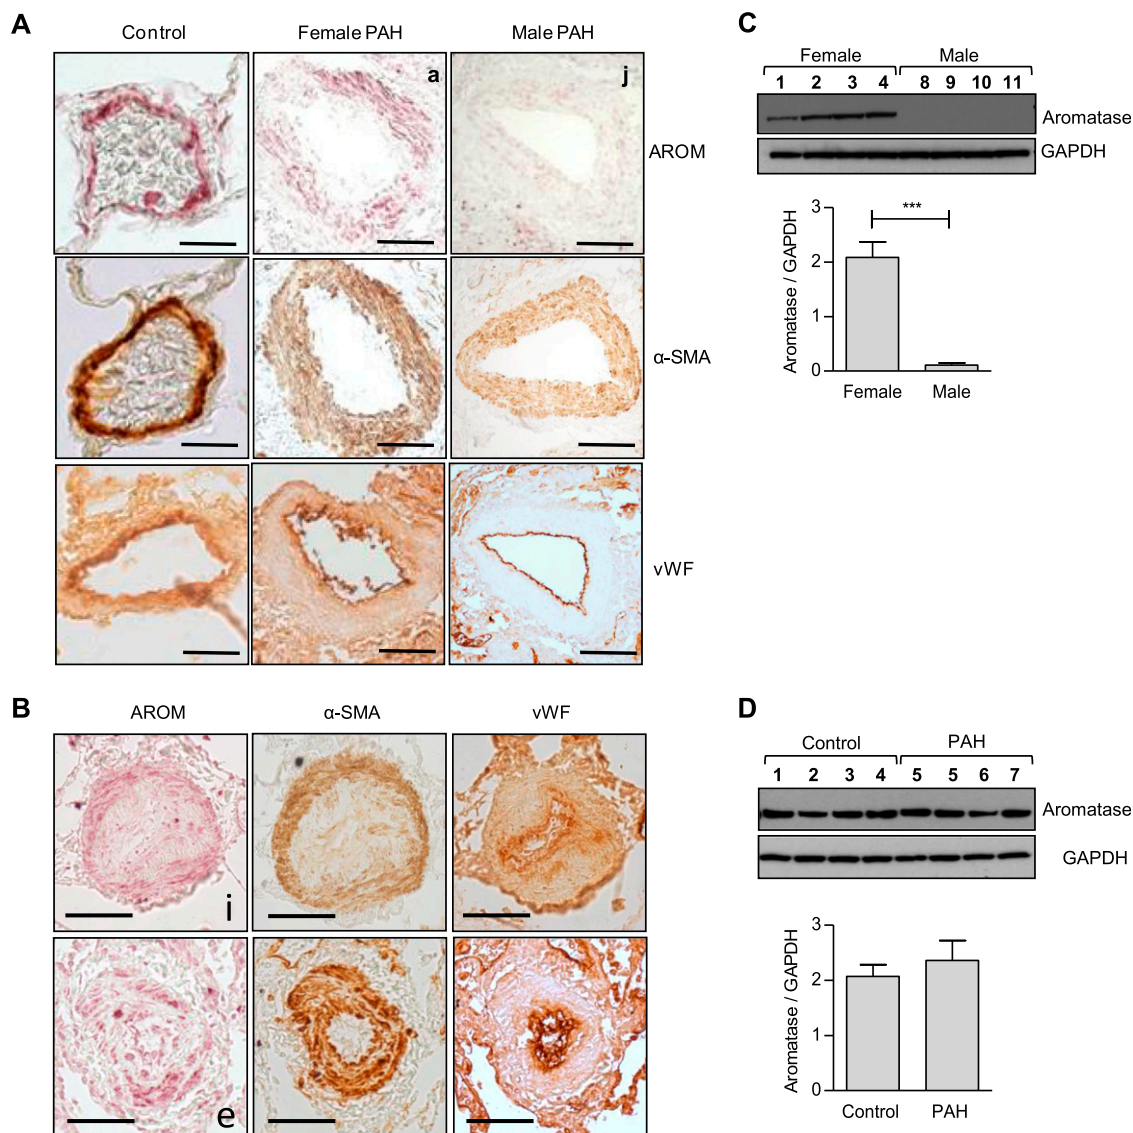 A
Control
Female PAH
Male PAH
a
j
AROM
α-SMA
vWF
B
AROM
α-SMA
vWF
i
e
C
Female
Male
1 2 3 4 8 9 10 11
Aromatase
GAPDH
Aromatase / GAPDH
3
2
1
0
***
Female
Male
D
Control
PAH
1 2 3 4 5 5 6 7
Aromatase
GAPDH
Aromatase / GAPDH
3
2
1
0
Control
PAH